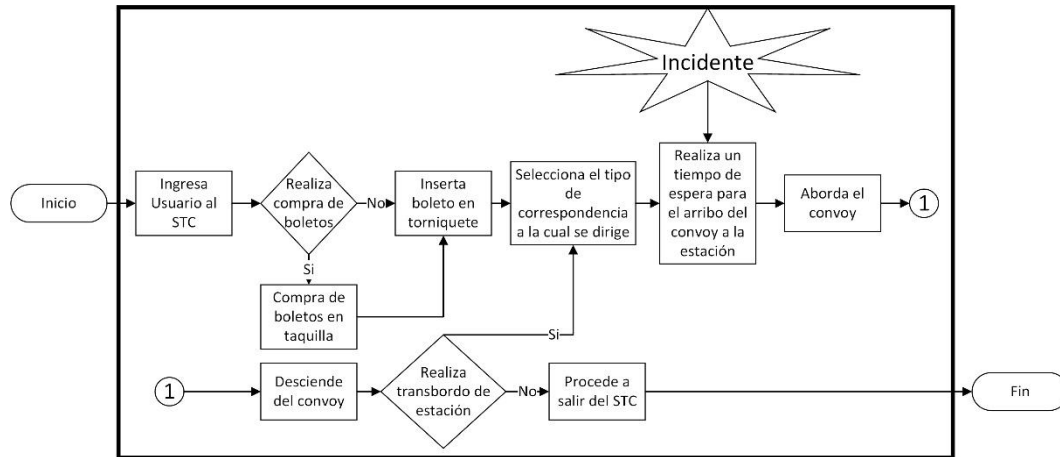 Incidente
Inicio
Ingresa
Usuario al
STC
Realiza
compra de
boletos
No
Si
Compra de
boletos en
taquilla
Inserta
boleto en
torniquete
Selecciona el tipo
de
correspondencia
a la cual se dirige
Realiza un
tiempo de
espera para
el arribo del
convoy a la
estación
Aborda el
convoy
1
1
Desciende
del convoy
Realiza
transbordo de
estación
Si
No
Procede a
salir del STC
Fin